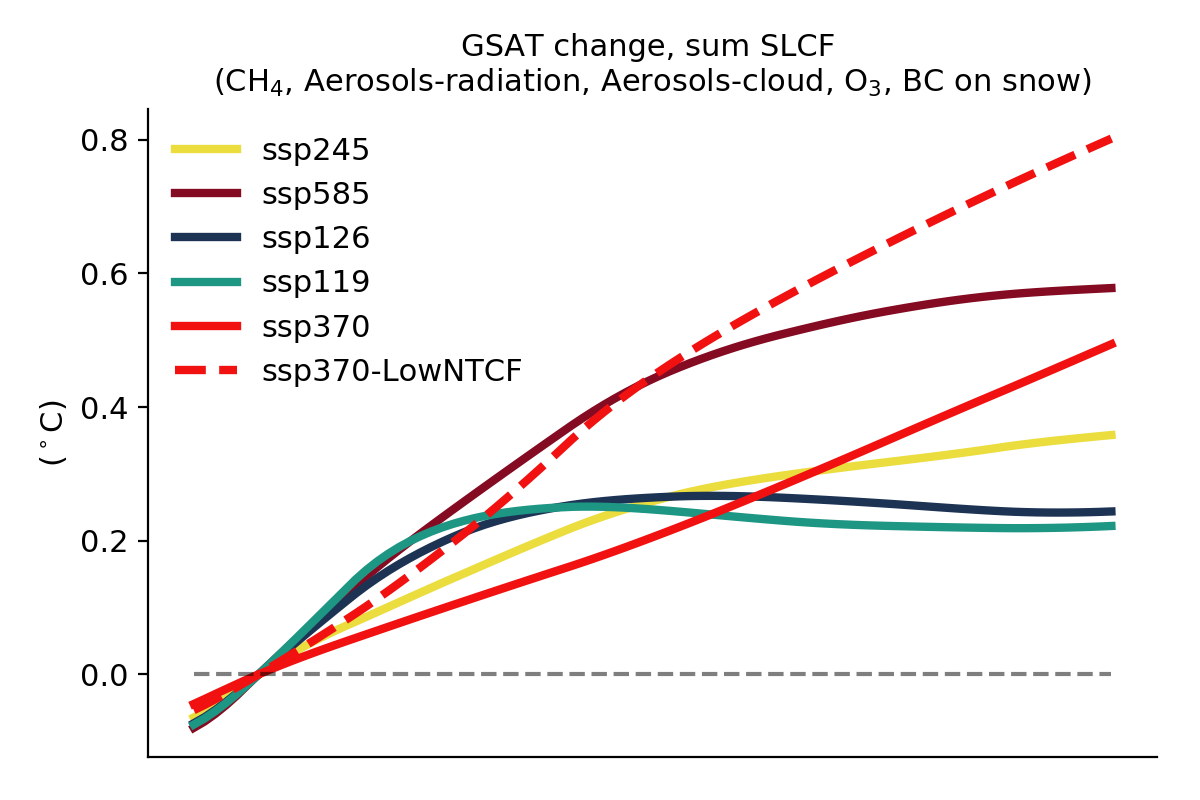 GSAT change, sum SLCF
(CH₄, Aerosols-radiation, Aerosols-cloud, O₃, BC on snow)
0.8
0.6
0.4
0.2
0.0
(°C)
ssp245
ssp585
ssp126
ssp119
ssp370
ssp370-LowNTCF